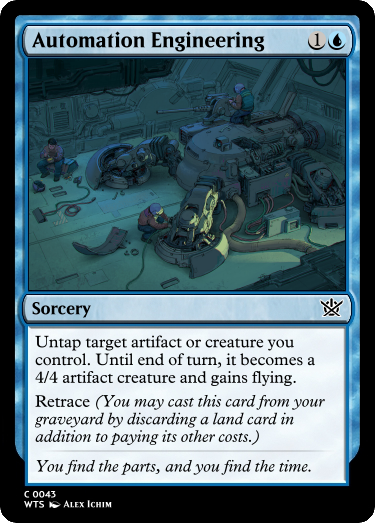 Automation Engineering 1
Sorcery
Untap target artifact or creature you
control. Until end of turn, it becomes a
4/4 artifact creature and gains flying.
Retrace (You may cast this card from your
graveyard by discarding a land card in
addition to paying its other costs.)
You find the parts, and you find the time.
C 0043
WTS Alex Ichim